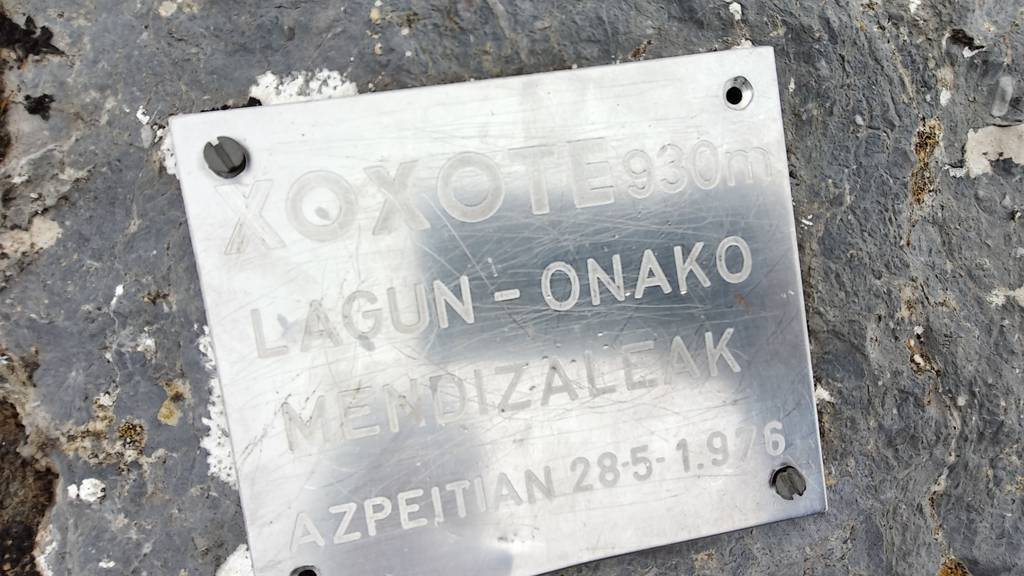 XOXOTE 930m
LAGUN - ONAKO
MENDIZALEAK
AZPEITIAN 28-5-1.976